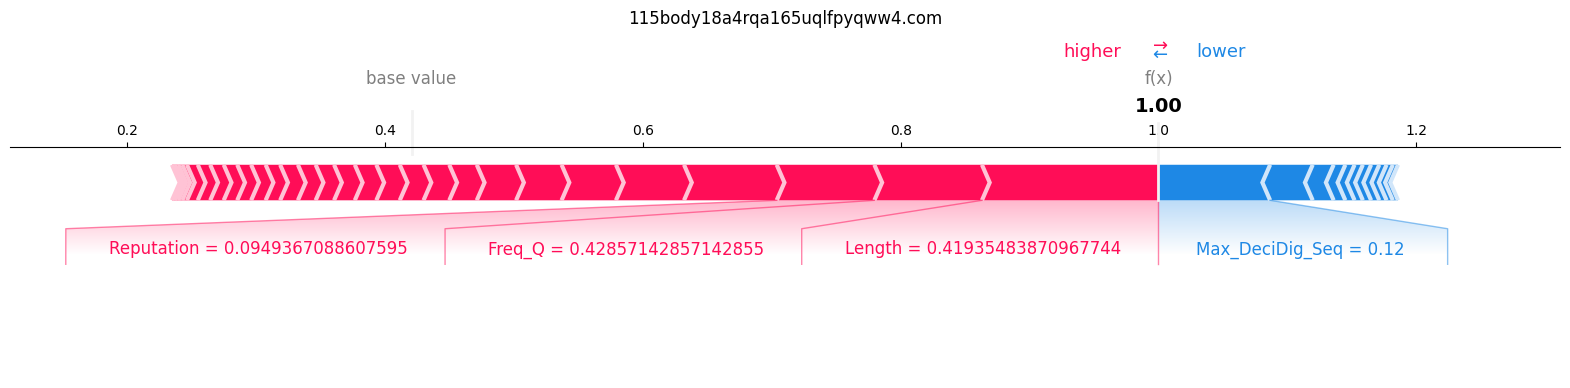 115body18a4rqa165uqlfpyqww4.com
higher ⇄ lower
base value f(x)
1.00
0.2 0.4 0.6 0.8 1.0 1.2
Reputation = 0.0949367088607595 Freq_Q = 0.42857142857142855 Length = 0.41935483870967744 Max_DeciDig_Seq = 0.12